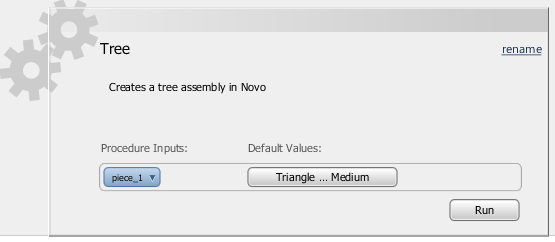 Tree
rename
Creates a tree assembly in Novo
Procedure Inputs: Default Values:
piece_1 Triangle ... Medium
Run